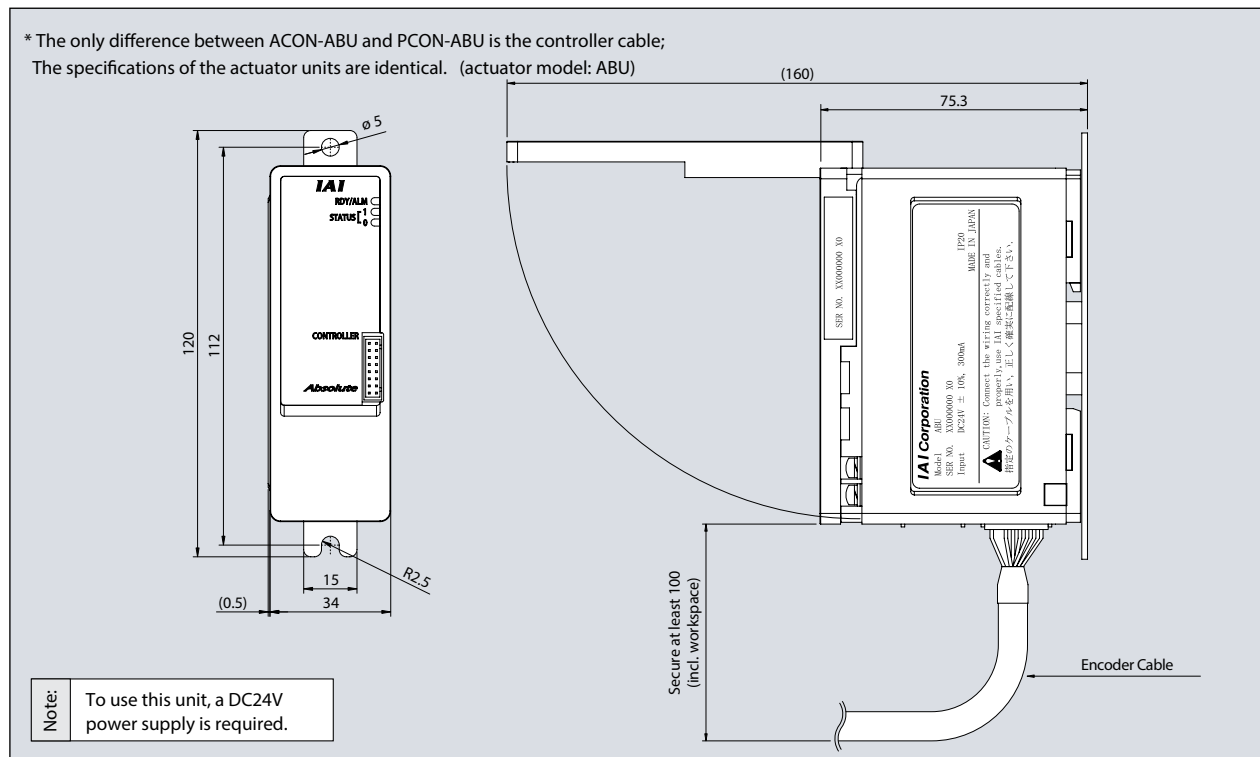 * The only difference between ACON-ABU and PCON-ABU is the controller cable;
The specifications of the actuator units are identical. (actuator model: ABU)
(160)
75.3
ø 5
IAI
RDY/ALM
STATUS[ 1
0
CONTROLLER
Absolute
120
112
15
R2.5
(0.5)
34
SER NO. XX000000 X0
IAI Corporation
Model ABU
SER NO. XX000000 X0
Input DC24V ± 10%, 300mA
IP20
MADE IN JAPAN
CAUTION: Connect the wiring correctly and
properly, use IAI specified cables.
指定のケーブルを用い、正しく確実に配線して下さい。
Secure at least 100
(incl. workspace)
Encoder Cable
Note:
To use this unit, a DC24V
power supply is required.